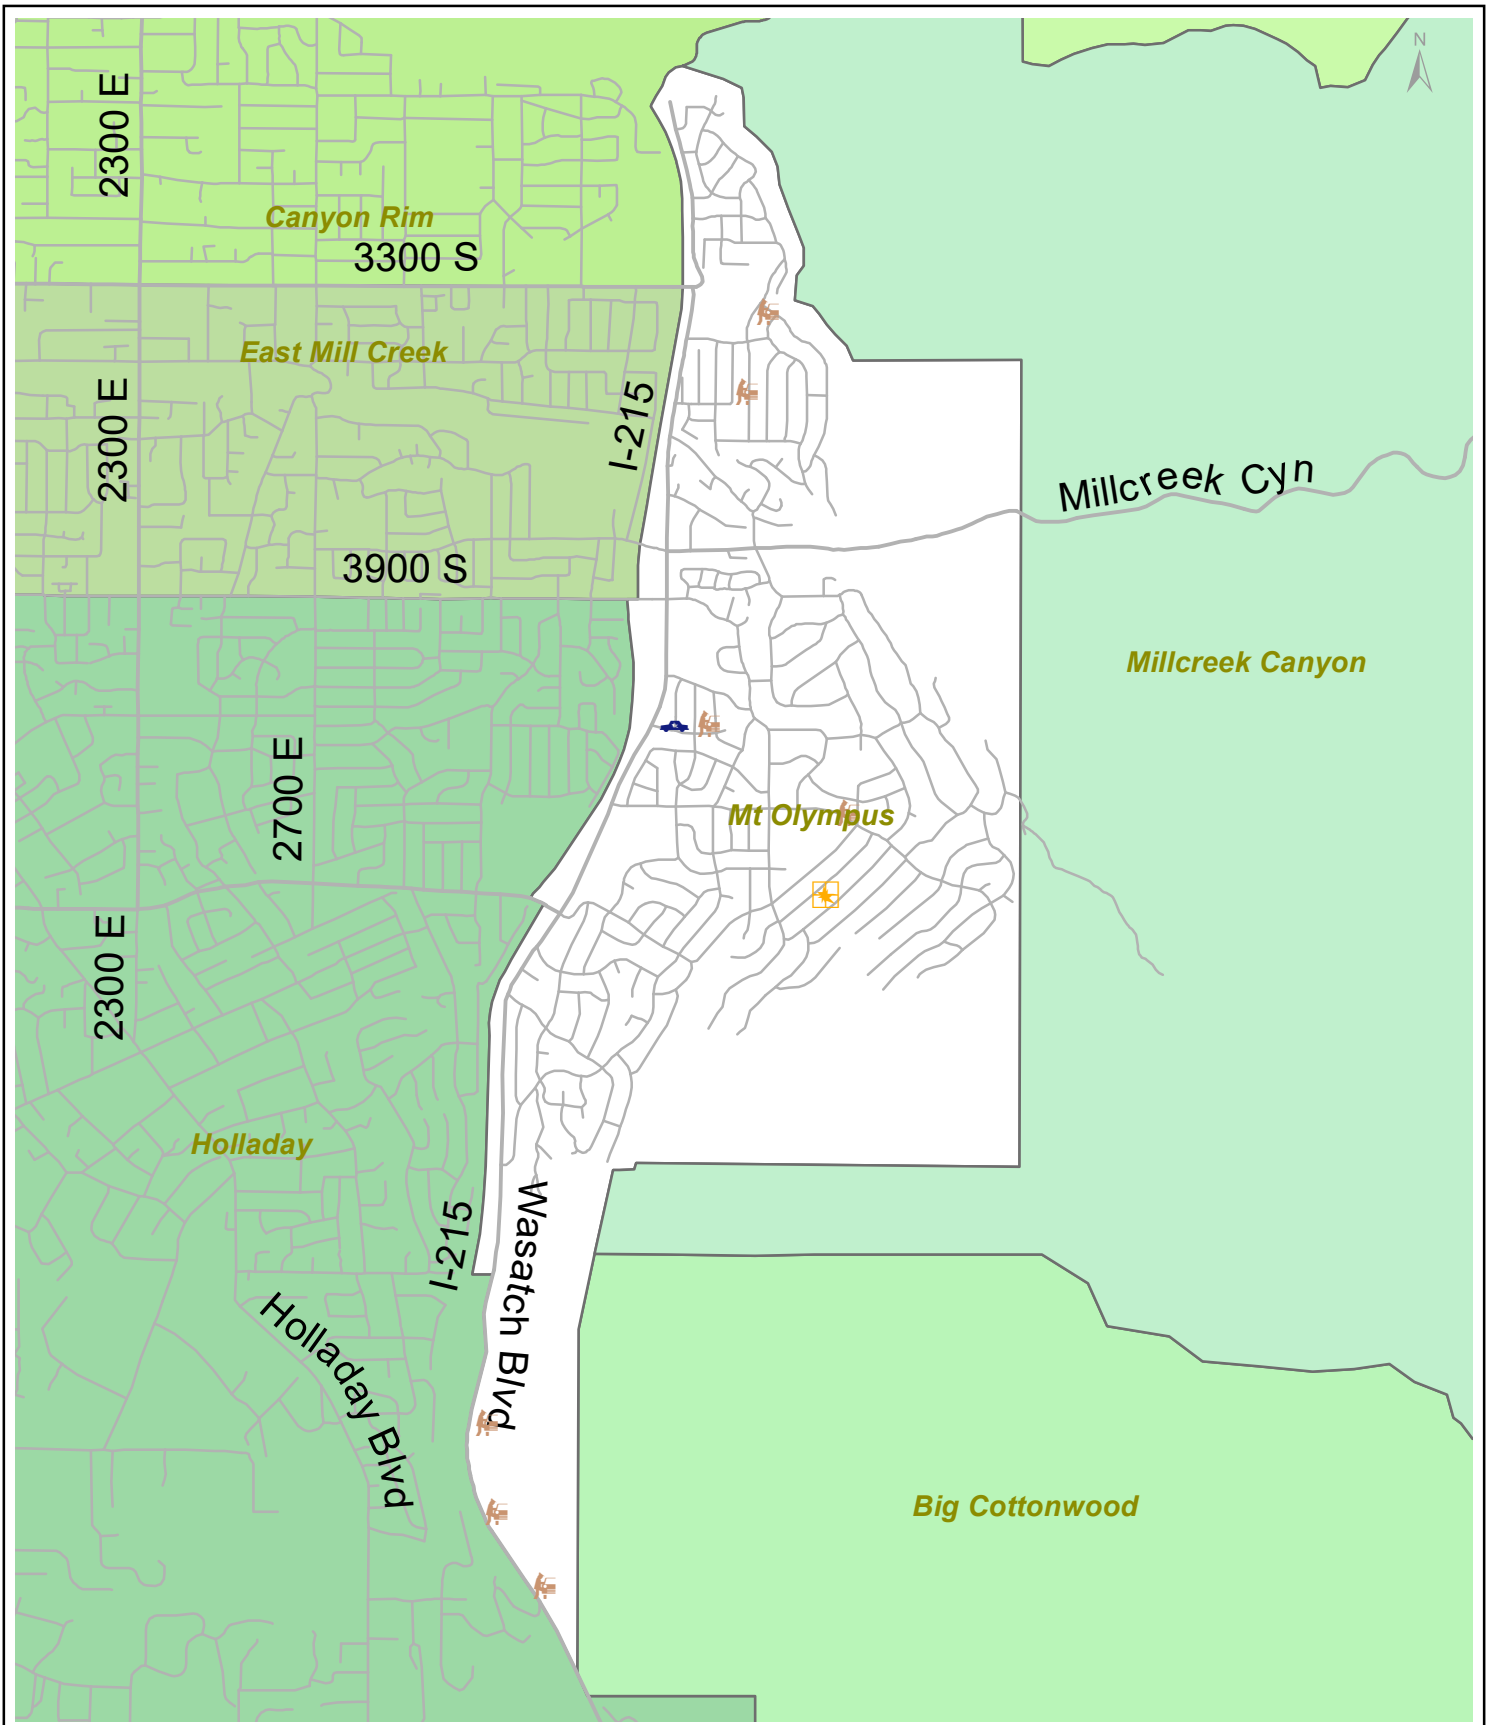 N
2300 E
Canyon Rim
3300 S
East Mill Creek
2300 E
I-215
Millcreek Cyn
3900 S
Millcreek Canyon
2700 E
Mt Olympus
2300 E
Holladay
I-215
Wasatch Blvd
Holladay Blvd
Big Cottonwood